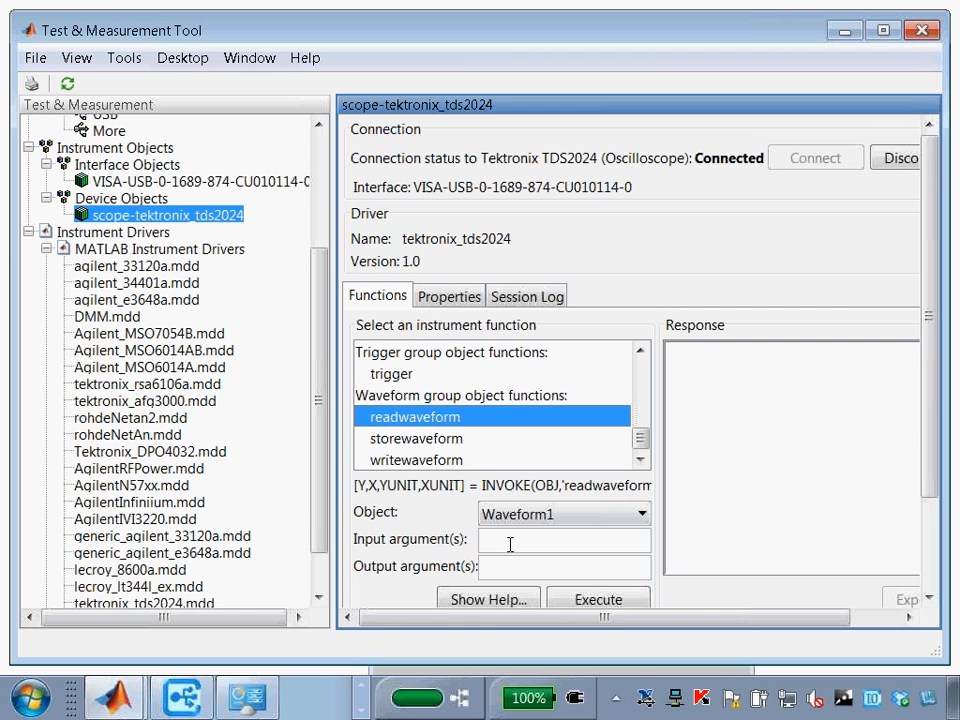 Test & Measurement Tool
File View Tools Desktop Window Help
Test & Measurement
USB
More
Instrument Objects
Interface Objects
VISA-USB-0-1689-874-CU010114-0
Device Objects
scope-tektronix_tds2024
Instrument Drivers
MATLAB Instrument Drivers
agilent_33120a.mdd
agilent_34401a.mdd
agilent_e3648a.mdd
DMM.mdd
Agilent_MSO7054B.mdd
Agilent_MSO6014AB.mdd
Agilent_MSO6014A.mdd
tektronix_rsa6106a.mdd
tektronix_afg3000.mdd
rohdeNetan2.mdd
rohdeNetAn.mdd
Tektronix_DPO4032.mdd
AgilentRFPower.mdd
AgilentN57xx.mdd
AgilentInfiniium.mdd
AgilentIVI3220.mdd
generic_agilent_33120a.mdd
generic_agilent_e3648a.mdd
lecroy_8600a.mdd
lecroy_lt344l_ex.mdd
tektronix_tds2024.mdd
scope-tektronix_tds2024
Connection
Connection status to Tektronix TDS2024 (Oscilloscope): Connected Connect Disco
Interface: VISA-USB-0-1689-874-CU010114-0
Driver
Name: tektronix_tds2024
Version: 1.0
Functions Properties Session Log
Select an instrument function
Trigger group object functions:
trigger
Waveform group object functions:
readwaveform
storewaveform
writewaveform
[Y,X,YUNIT,XUNIT] = INVOKE(OBJ,'readwaveform
Object: Waveform1
Input argument(s):
Output argument(s):
Show Help... Execute
Response
Exp
100%